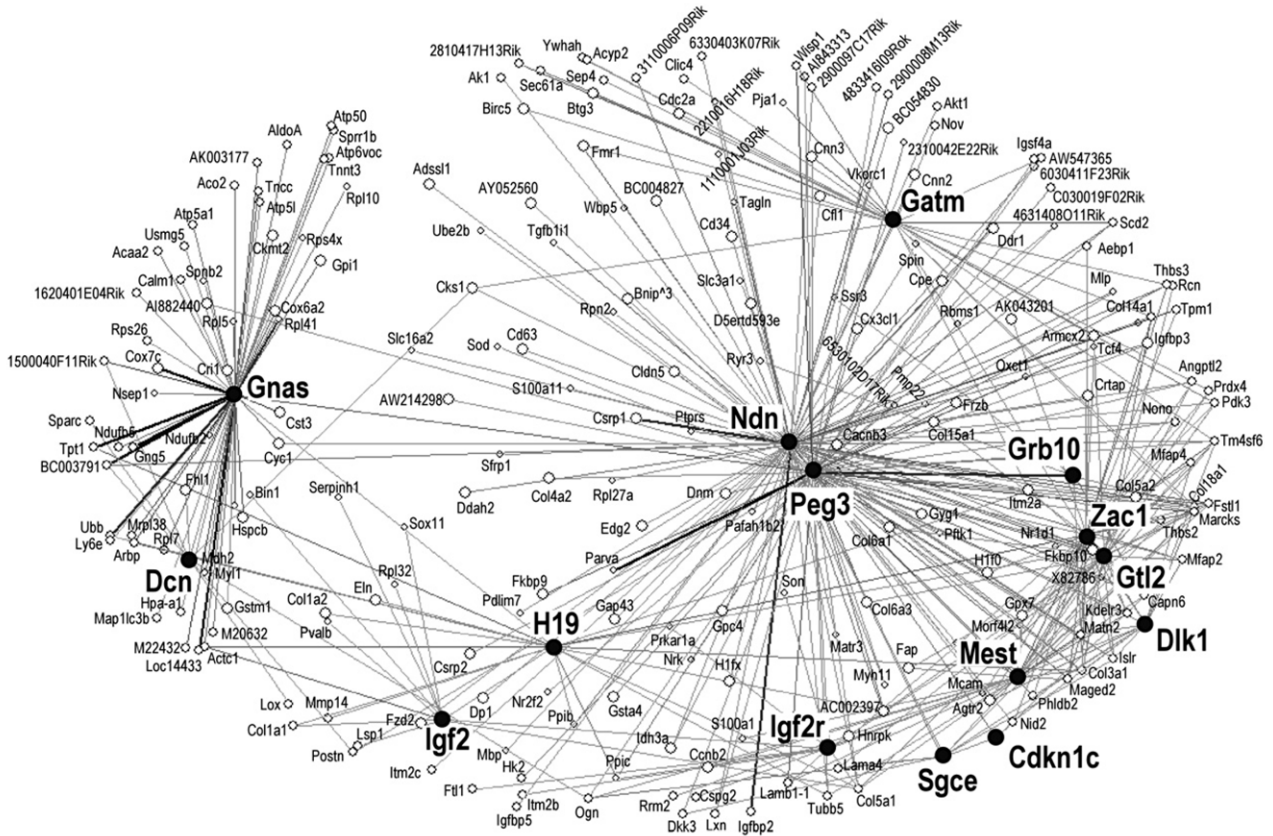 Wisp1
AI843313
2900097C17Rik
4833416I09Rok
2900008M13Rik
3110006P09Rik
6330403K07Rik
Ywhah
Acyp2
2810417H13Rik
Clic4
Ak1
Sec61a
Sep4
Cdc2a
2210016H18Rik
Pja1
BC054830
Akt1
Birc5
Btg3
Nov
Atp50
Sprr1b
AldoA
Atp6voc
Tnnt3
AK003177
Fmr1
1110001J03Rik
Cnn3
2310042E22Rik
Igsf4a
AW547365
6030411F23Rik
Aco2
Tncc
Atp5l
Rpl10
Adssl1
AY052560
BC004827
Vkorc1
Cnn2
C030019F02Rik
Wbp5
Tagln
Cfl1
Gatm
4631408O11Rik
Scd2
Atp5a1
Usmg5
Ckmt2
Rps4x
Ube2b
Tgfb1i1
Cd34
Ddr1
Aebp1
Acaa2
Gpi1
Spin
Calm1
Spnb2
Slc3a1
Cpe
Mlp
Thbs3
Rcn
1620401E04Rik
AI882440
Cks1
Bnip^3
Ssr3
Cox6a2
Rpn2
D5ertd593e
Rbms1
AK043201
Col14a1
Tpm1
Rps26
Rpl5
Rpl41
Slc16a2
Cx3cl1
Armcx2
Igfbp3
Sod
Cd63
Tcf4
1500040F11Rik
Cox7c
Cri1
Cldn5
Ryr3
6530102D17Rik
Qxct1
Angptl2
Nsep1
Gnas
AW214298
S100a11
Pmp22
Crtap
Prdx4
Pdk3
Sparc
Cst3
Csrp1
Ptprs
Ndn
Frzb
Nono
Ndufb5
Ndufb2
Col15a1
Tpt1
Gng5
Cyc1
Sfrp1
Cacnb3
Grb10
Tm4sf6
BC003791
Mfap4
Fhl1
Bin1
Serpinh1
Ddah2
Col4a2
Rpl27a
Dnm
Peg3
Itm2a
Col5a2
Col18a1
Fstl1
Ubb
Mrpl38
Hspcb
Sox11
Edg2
Pafah1b2
Gyg1
Zac1
Marcks
Ly6e
Arbp
Rpl7
Col6a1
Pftk1
Nr1d1
Thbs2
Mdh2
Parva
Fkbp10
Mfap2
Dcn
Myl1
Rpl32
Fkbp9
Son
H1f0
X82786
Gtl2
Eln
Hpa-a1
Gstm1
Col1a2
Pdlim7
Gap43
Col6a3
Gpx7
Kdelr3
Capn6
Map1lc3b
Pvalb
H19
Gpc4
Morf4l2
Matn2
Dlk1
M20632
Prkar1a
Matr3
M22432
Actc1
Loc14433
Csrp2
Nrk
H1fx
Fap
Mest
Islr
Myh11
Col3a1
Mcam
Maged2
Lox
Mmp14
Dp1
Nr2f2
Gsta4
AC002397
Agtr2
Phldb2
Col1a1
Fzd2
Igf2
Ppib
S100a1
Igf2r
Nid2
Lsp1
Idh3a
Hnrpk
Cdkn1c
Postn
Itm2c
Mbp
Hk2
Ppic
Ccnb2
Lama4
Sgce
Ftl1
Itm2b
Rrm2
Cspg2
Lamb1-1
Tubb5
Col5a1
Igfbp5
Ogn
Dkk3
Lxn
Igfbp2